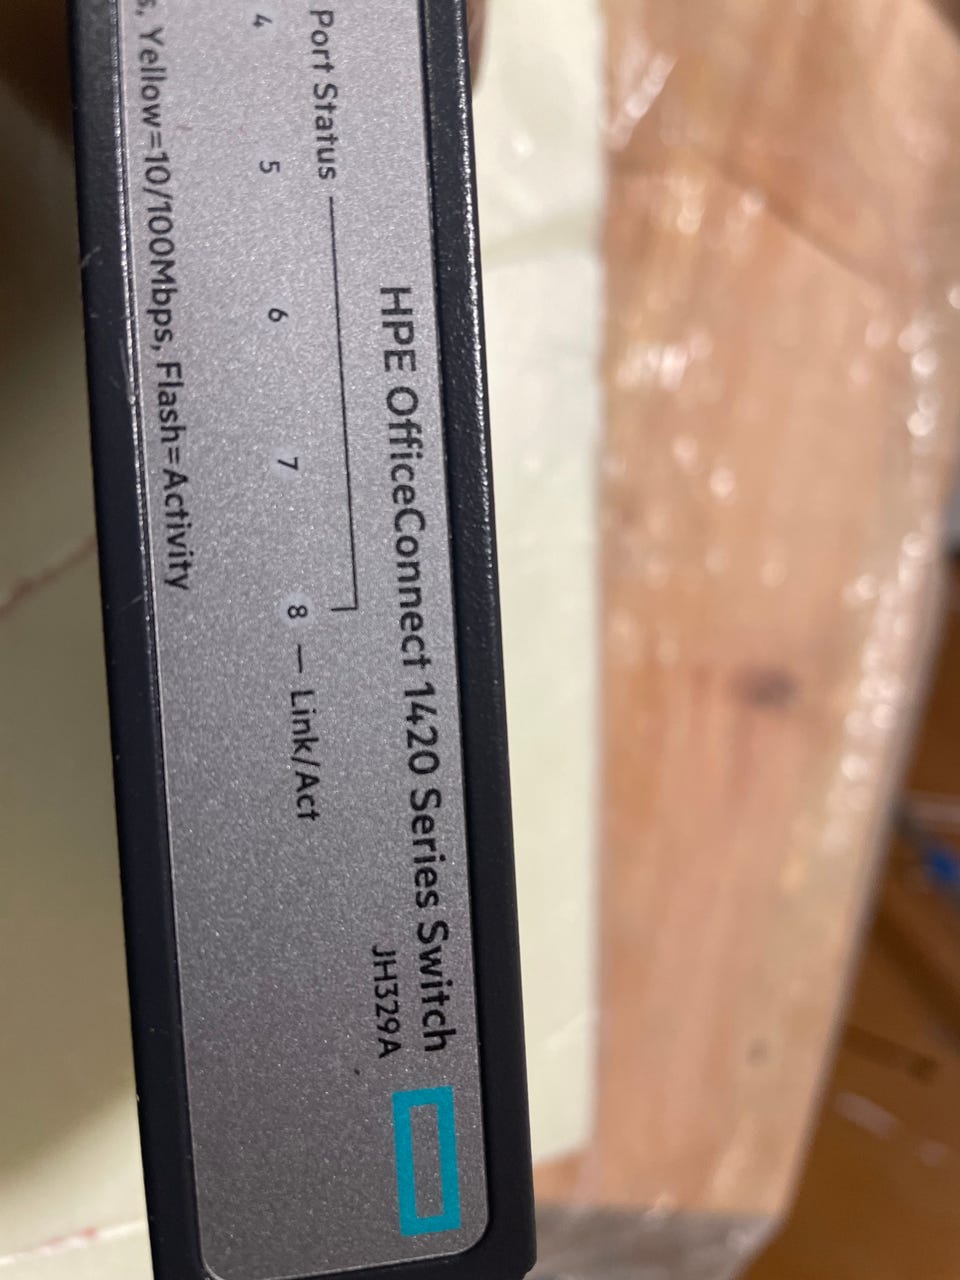 HPE OfficeConnect 1420 Series Switch
JH329A
Port Status
4 5 6 7 8 — Link/Act
Yellow=10/100Mbps, Flash=Activity